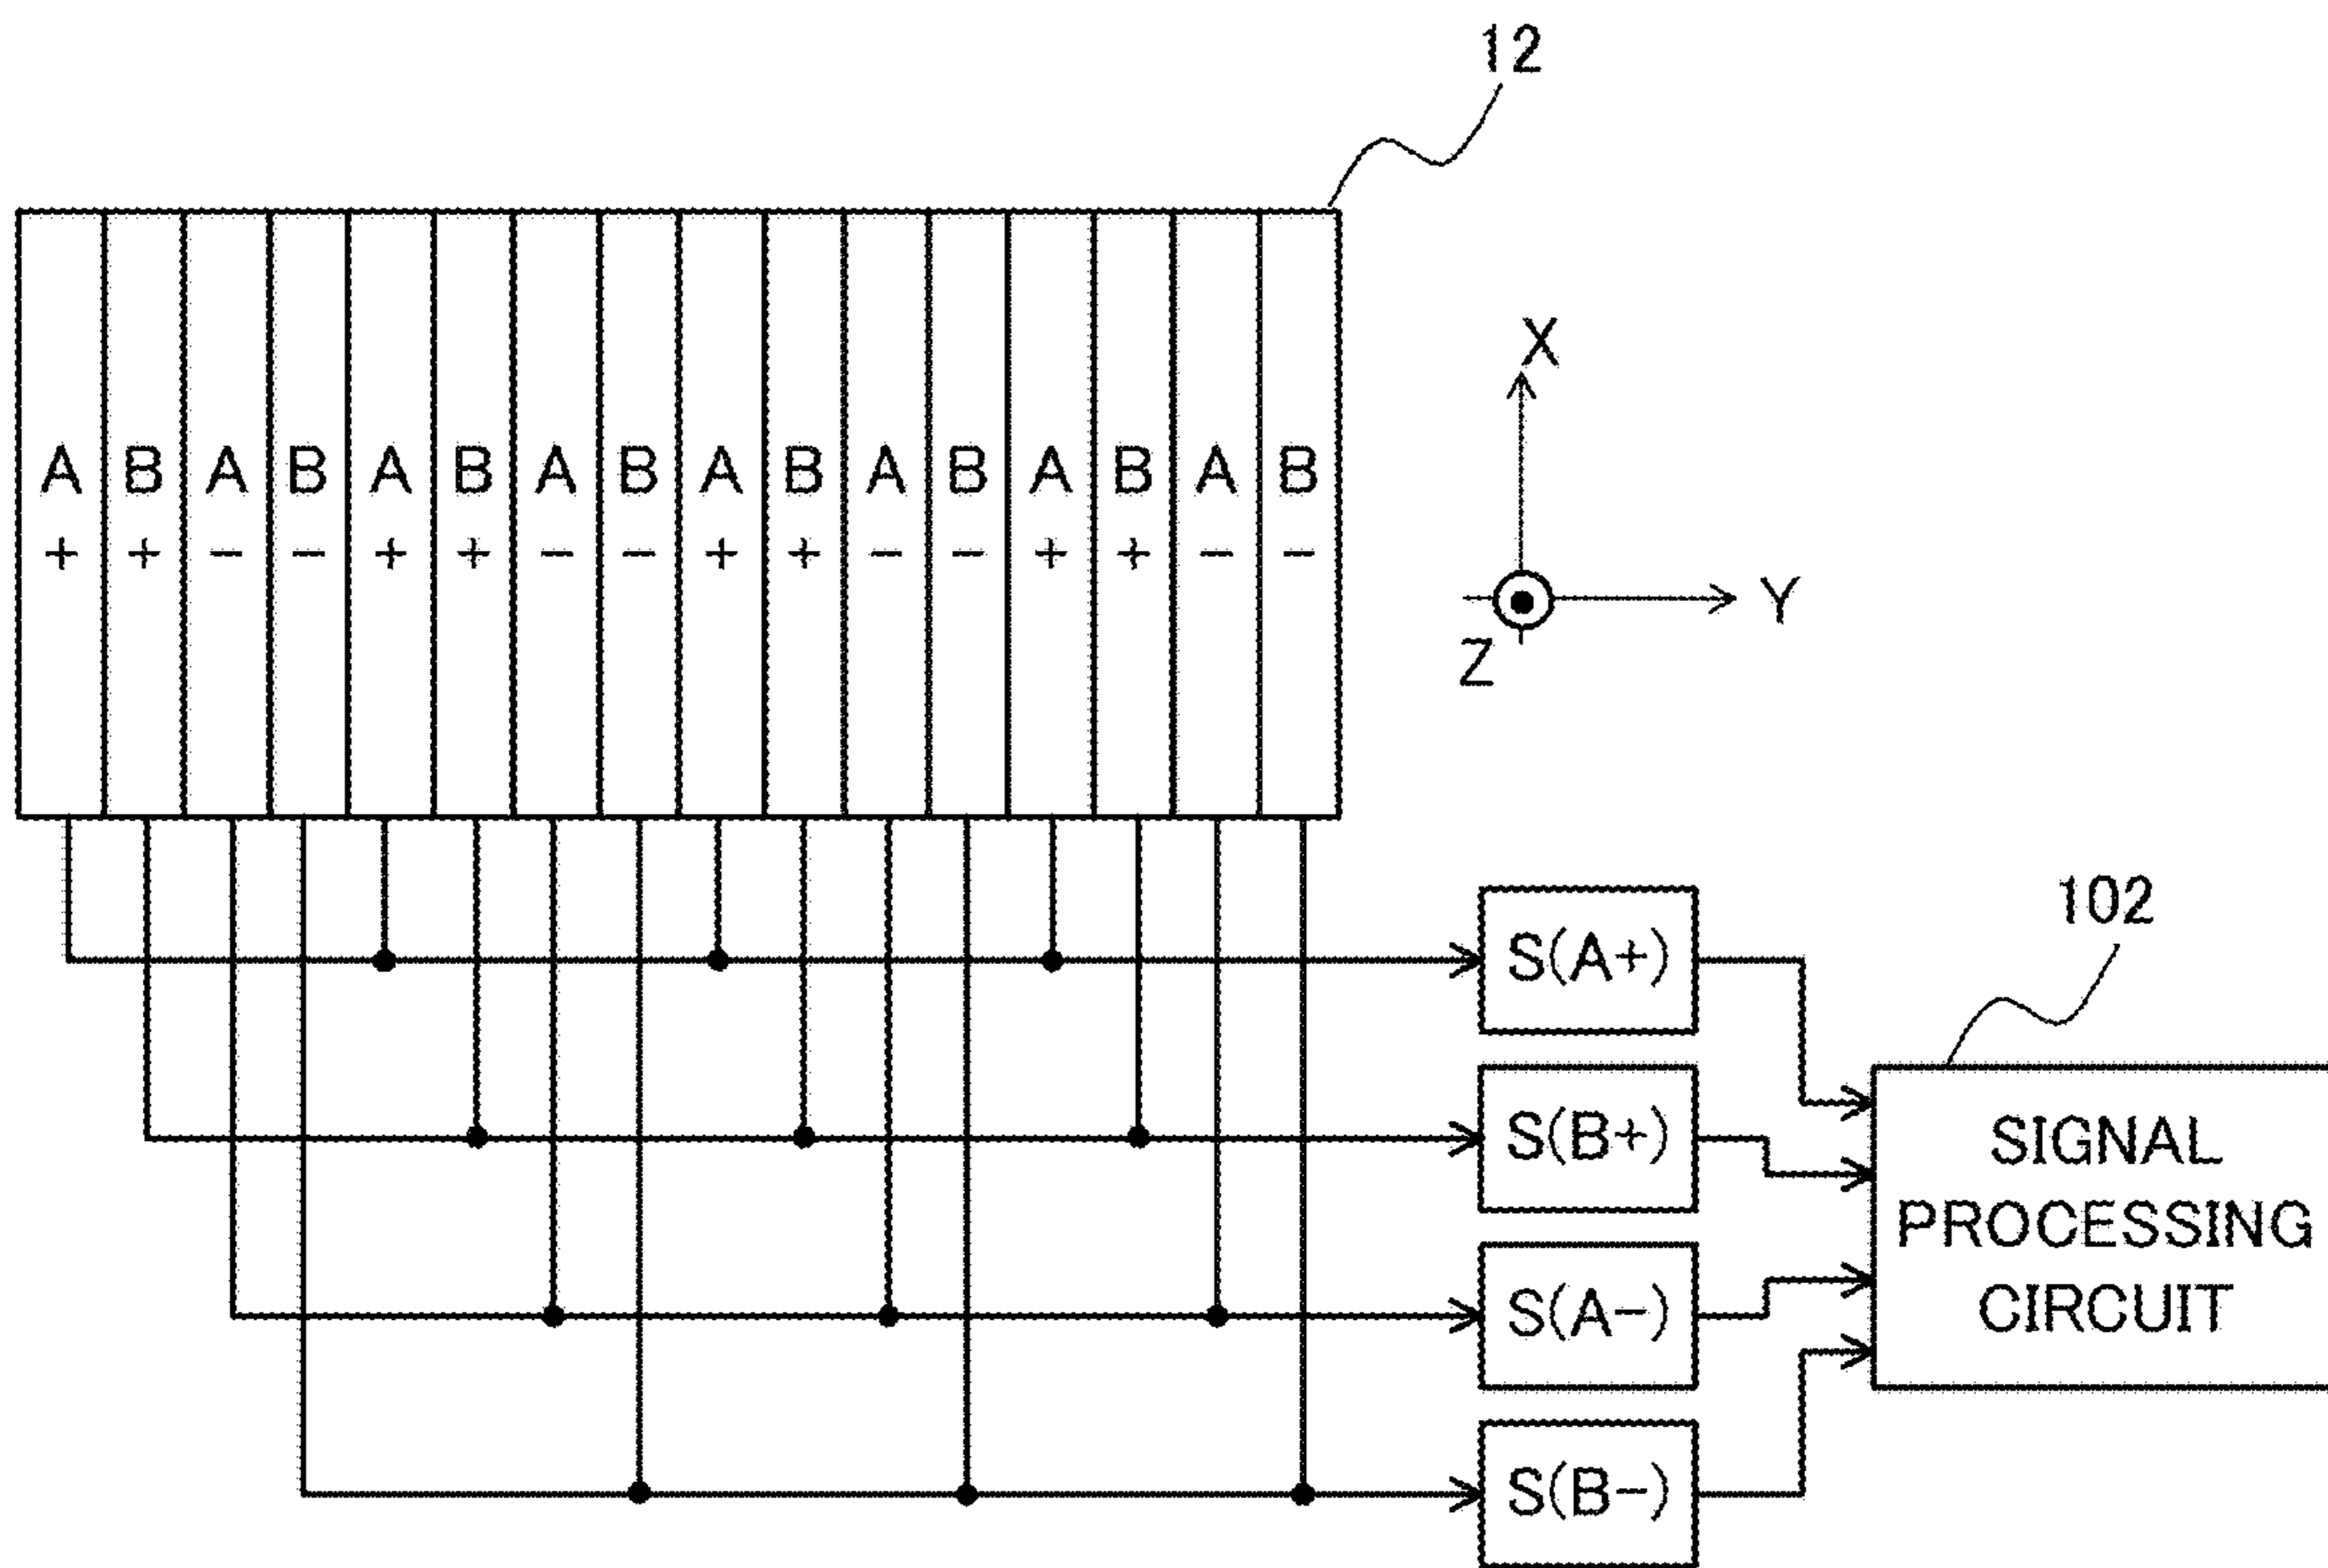 12
A B A B A B A B A B A B A B A B
+ + − − + + − − + + − − + + − −
X
Y
Z
102
S(A+)
S(B+)
S(A−)
S(B−)
SIGNAL
PROCESSING
CIRCUIT